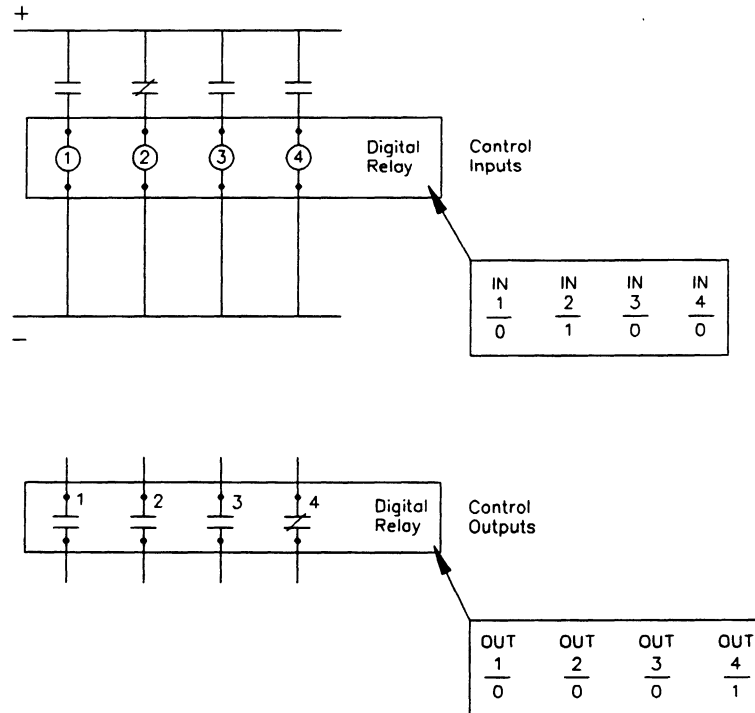 +
1 2 3 4
Digital
Relay
Control
Inputs
IN IN IN IN
1 2 3 4
0 1 0 0
−
1 2 3 4
Digital
Relay
Control
Outputs
OUT OUT OUT OUT
1 2 3 4
0 0 0 1